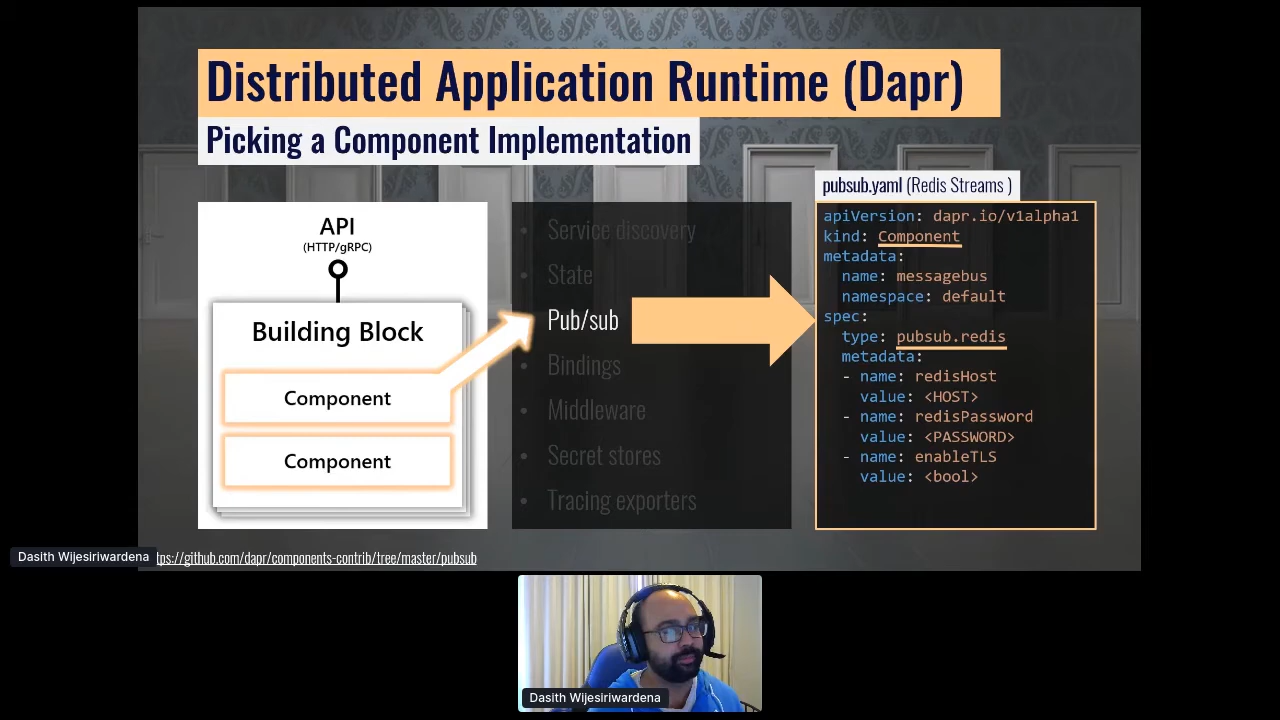 Distributed Application Runtime (Dapr)
Picking a Component Implementation
API
(HTTP/gRPC)
Building Block
Component
Component
• Service discovery
• State
• Pub/sub
• Bindings
• Middleware
• Secret stores
• Tracing exporters
pubsub.yaml (Redis Streams )
apiVersion: dapr.io/v1alpha1
kind: Component
metadata:
name: messagebus
namespace: default
spec:
type: pubsub.redis
metadata:
- name: redisHost
value: <HOST>
- name: redisPassword
value: <PASSWORD>
- name: enableTLS
value: <bool>
Dasith Wijesiriwardena
tps://github.com/dapr/components-contrib/tree/master/pubsub
Dasith Wijesiriwardena